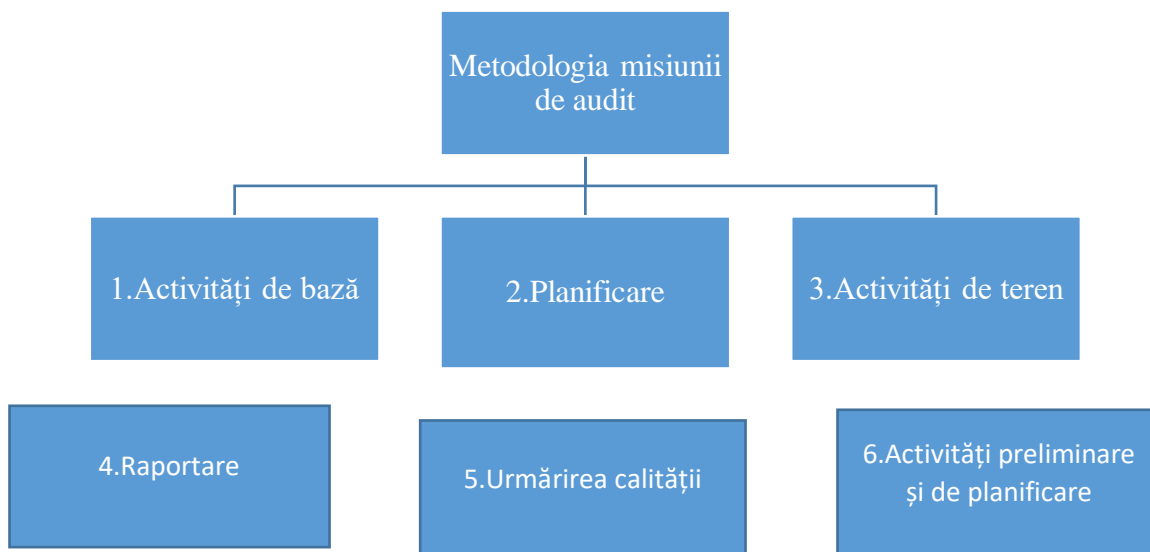 Metodologia misiunii
de audit
1.Activități de bază
2.Planificare
3.Activități de teren
4.Raportare
5.Urmărirea calității
6.Activități preliminare
și de planificare